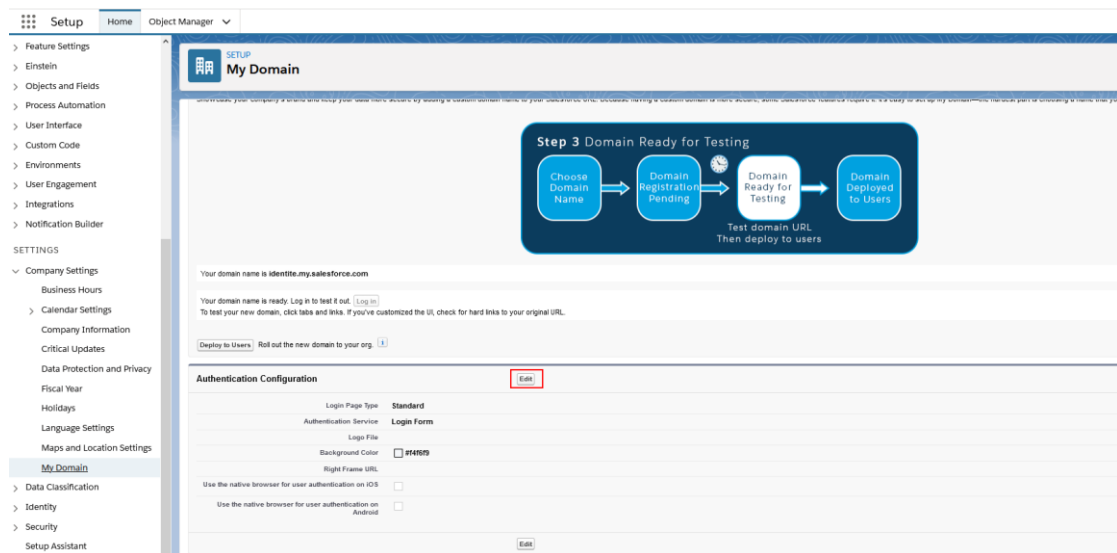 Setup
Home
Object Manager
Feature Settings
Einstein
Objects and Fields
Process Automation
User Interface
Custom Code
Environments
User Engagement
Integrations
Notification Builder
SETTINGS
Company Settings
Business Hours
Calendar Settings
Company Information
Critical Updates
Data Protection and Privacy
Fiscal Year
Holidays
Language Settings
Maps and Location Settings
My Domain
Data Classification
Identity
Security
Setup Assistant
SETUP
My Domain
Step 3 Domain Ready for Testing
Choose
Domain
Name
Domain
Registration
Pending
Domain
Ready for
Testing
Domain
Deployed
to Users
Test domain URL
Then deploy to users
Your domain name is identite.my.salesforce.com
Your domain name is ready. Log in to test it out. Log in
To test your new domain, click tabs and links. If you've customized the UI, check for hard links to your original URL.
Deploy to Users Roll out the new domain to your org. i
Authentication Configuration Edit
Login Page Type Standard
Authentication Service Login Form
Logo File
Background Color #f4f6f9
Right Frame URL
Use the native browser for user authentication on iOS
Use the native browser for user authentication on
Android
Edit